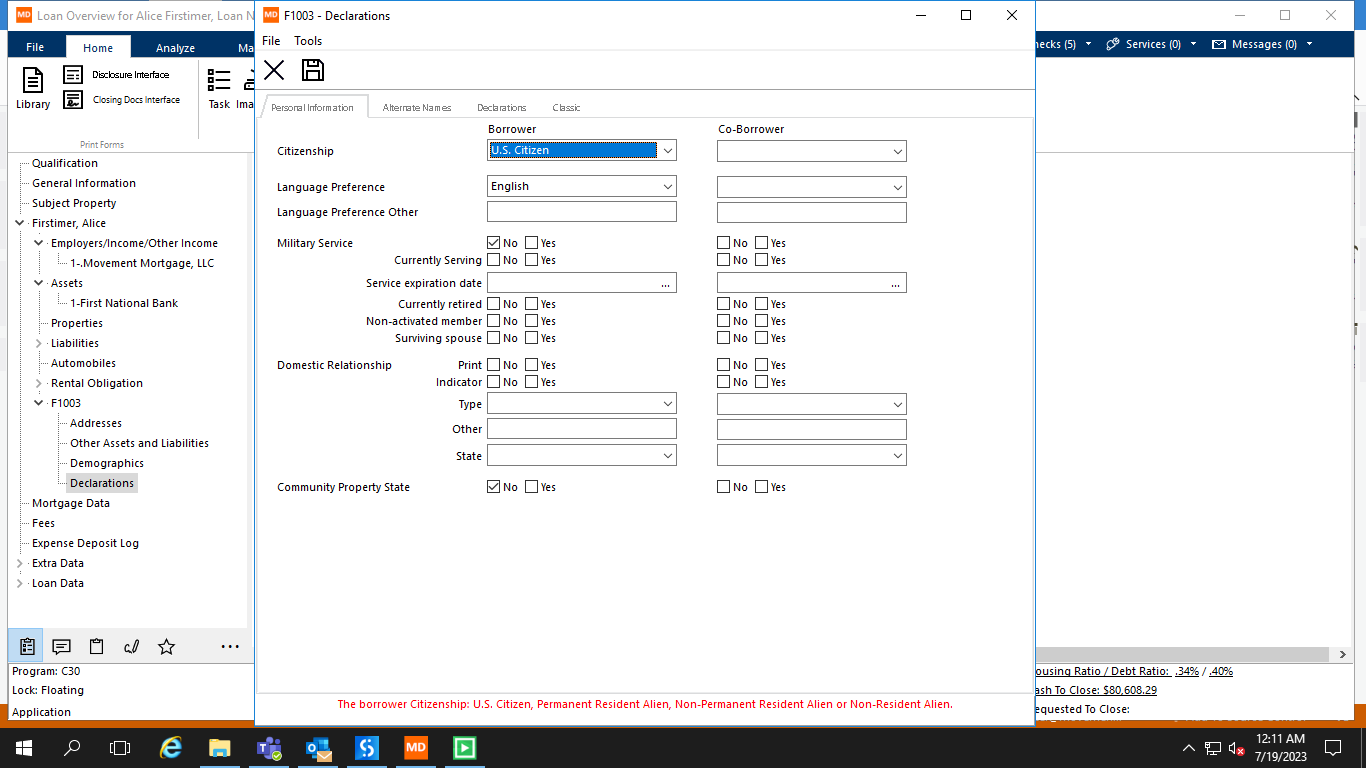 MD Loan Overview for Alice Firstimer, Loan N
MD F1003 - Declarations
File Home Analyze Ma
File Tools
hecks (5) Services (0) Messages (0)
Library
Disclosure Interface
Closing Docs Interface
Task Ima
Print Forms
Personal Information Alternate Names Declarations Classic
Qualification
General Information
Subject Property
Firstimer, Alice
Employers/Income/Other Income
1-.Movement Mortgage, LLC
Assets
1-First National Bank
Properties
Liabilities
Automobiles
Rental Obligation
F1003
Addresses
Other Assets and Liabilities
Demographics
Declarations
Mortgage Data
Fees
Expense Deposit Log
Extra Data
Loan Data
Borrower Co-Borrower
Citizenship U.S. Citizen
Language Preference English
Language Preference Other
Military Service No Yes No Yes
Currently Serving No Yes No Yes
Service expiration date ... ...
Currently retired No Yes No Yes
Non-activated member No Yes No Yes
Surviving spouse No Yes No Yes
Domestic Relationship Print No Yes No Yes
Indicator No Yes No Yes
Type
Other
State
Community Property State No Yes No Yes
Program: C30
Lock: Floating
Application
ousing Ratio / Debt Ratio: .34% / .40%
ash To Close: $80,608.29
equested To Close:
The borrower Citizenship: U.S. Citizen, Permanent Resident Alien, Non-Permanent Resident Alien or Non-Resident Alien.
MD
12:11 AM
7/19/2023